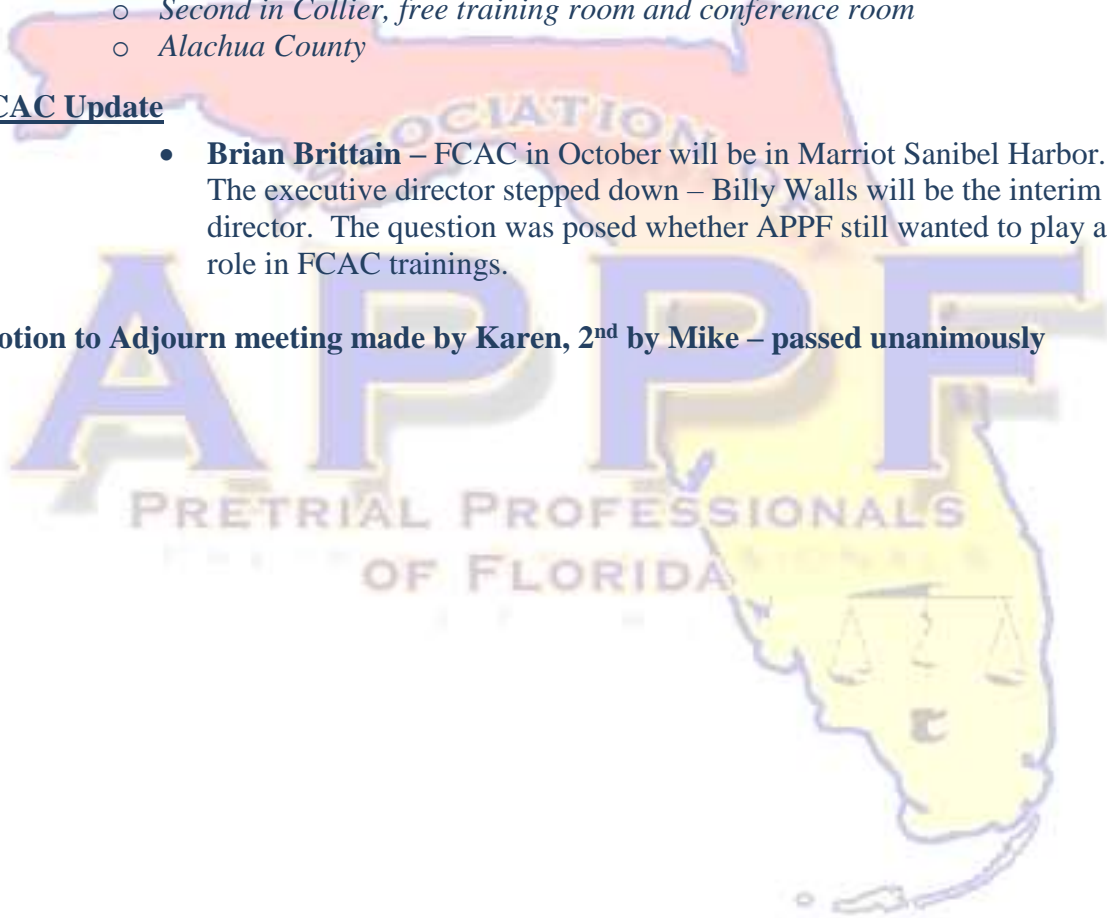 o Second in Collier, free training room and conference room
o Alachua County
CAC Update
• Brian Brittain – FCAC in October will be in Marriot Sanibel Harbor.
The executive director stepped down – Billy Walls will be the interim
director. The question was posed whether APPF still wanted to play a
role in FCAC trainings.
otion to Adjourn meeting made by Karen, 2nd by Mike – passed unanimously
ASSOCIATION OF
APPF
PRETRIAL PROFESSIONALS
OF FLORIDA